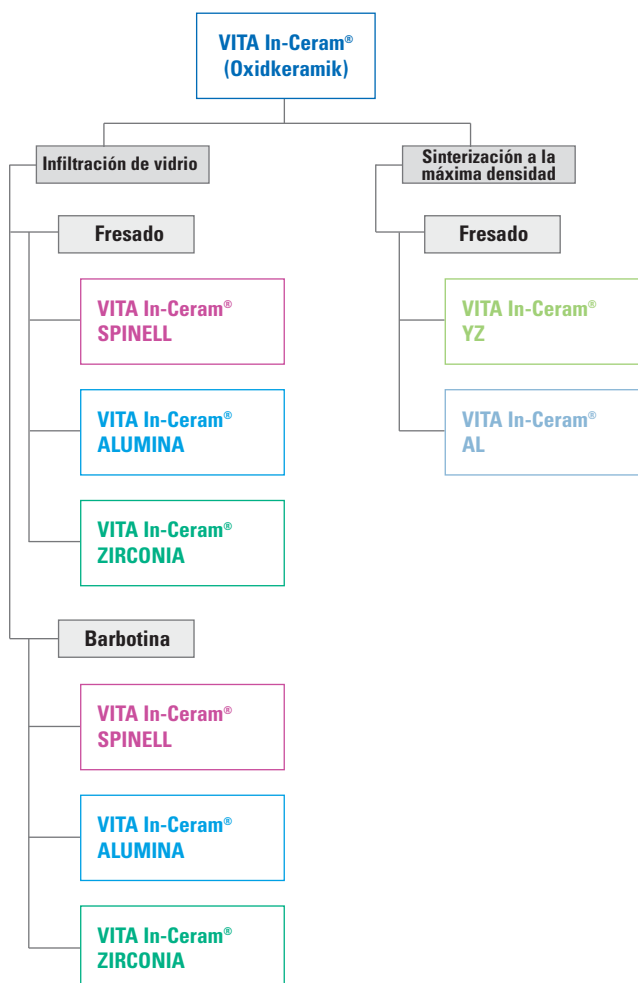 VITA In-Ceram®
(Oxidkeramik)
Infiltración de vidrio
Sinterización a la
máxima densidad
Fresado
Fresado
VITA In-Ceram®
SPINELL
VITA In-Ceram®
YZ
VITA In-Ceram®
ALUMINA
VITA In-Ceram®
AL
VITA In-Ceram®
ZIRCONIA
Barbotina
VITA In-Ceram®
SPINELL
VITA In-Ceram®
ALUMINA
VITA In-Ceram®
ZIRCONIA